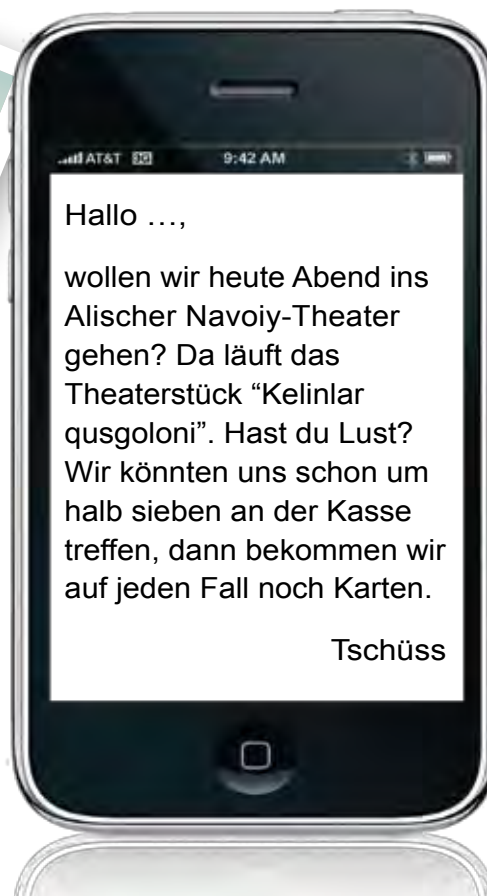 AT&T 3G 9:42 AM
Hallo …,
wollen wir heute Abend ins
Alischer Navoiy-Theater
gehen? Da läuft das
Theaterstück “Kelinlar
qusgoloni”. Hast du Lust?
Wir könnten uns schon um
halb sieben an der Kasse
treffen, dann bekommen wir
auf jeden Fall noch Karten.
Tschüss